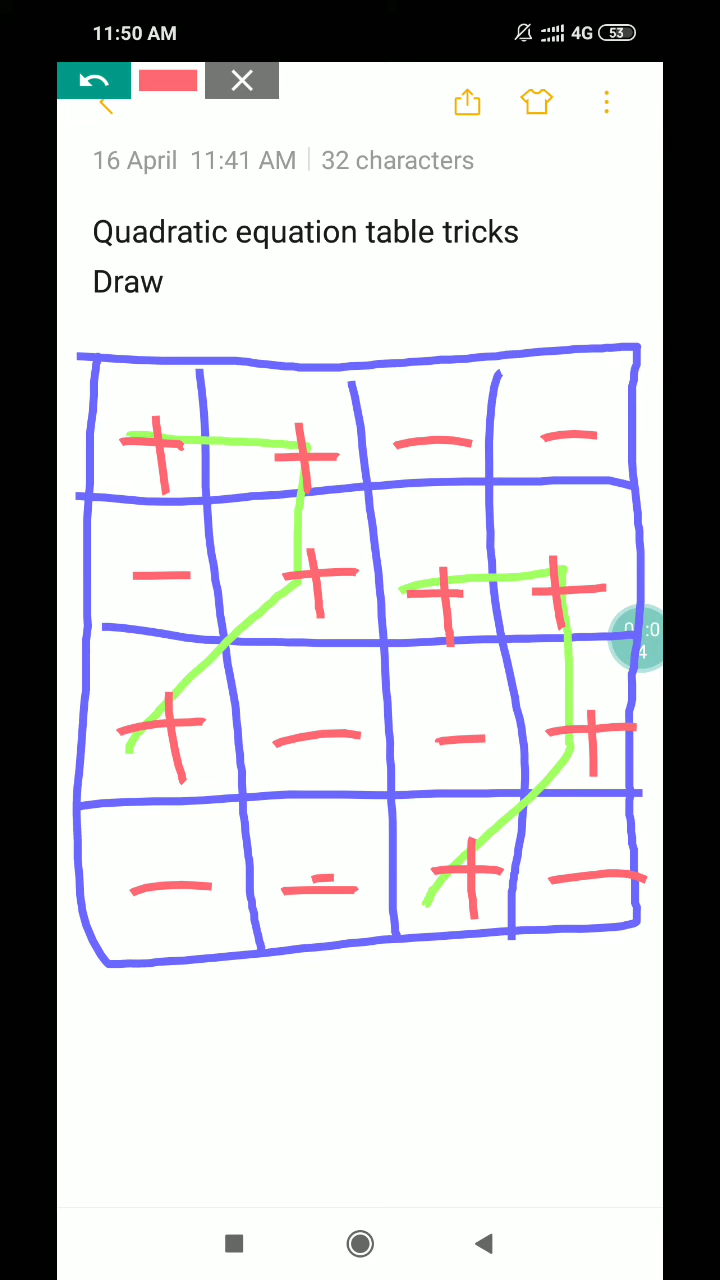 11:50 AM 4G 53
16 April 11:41 AM 32 characters
Quadratic equation table tricks
Draw
+ + − −
− + + +
+ − − +
− − + −